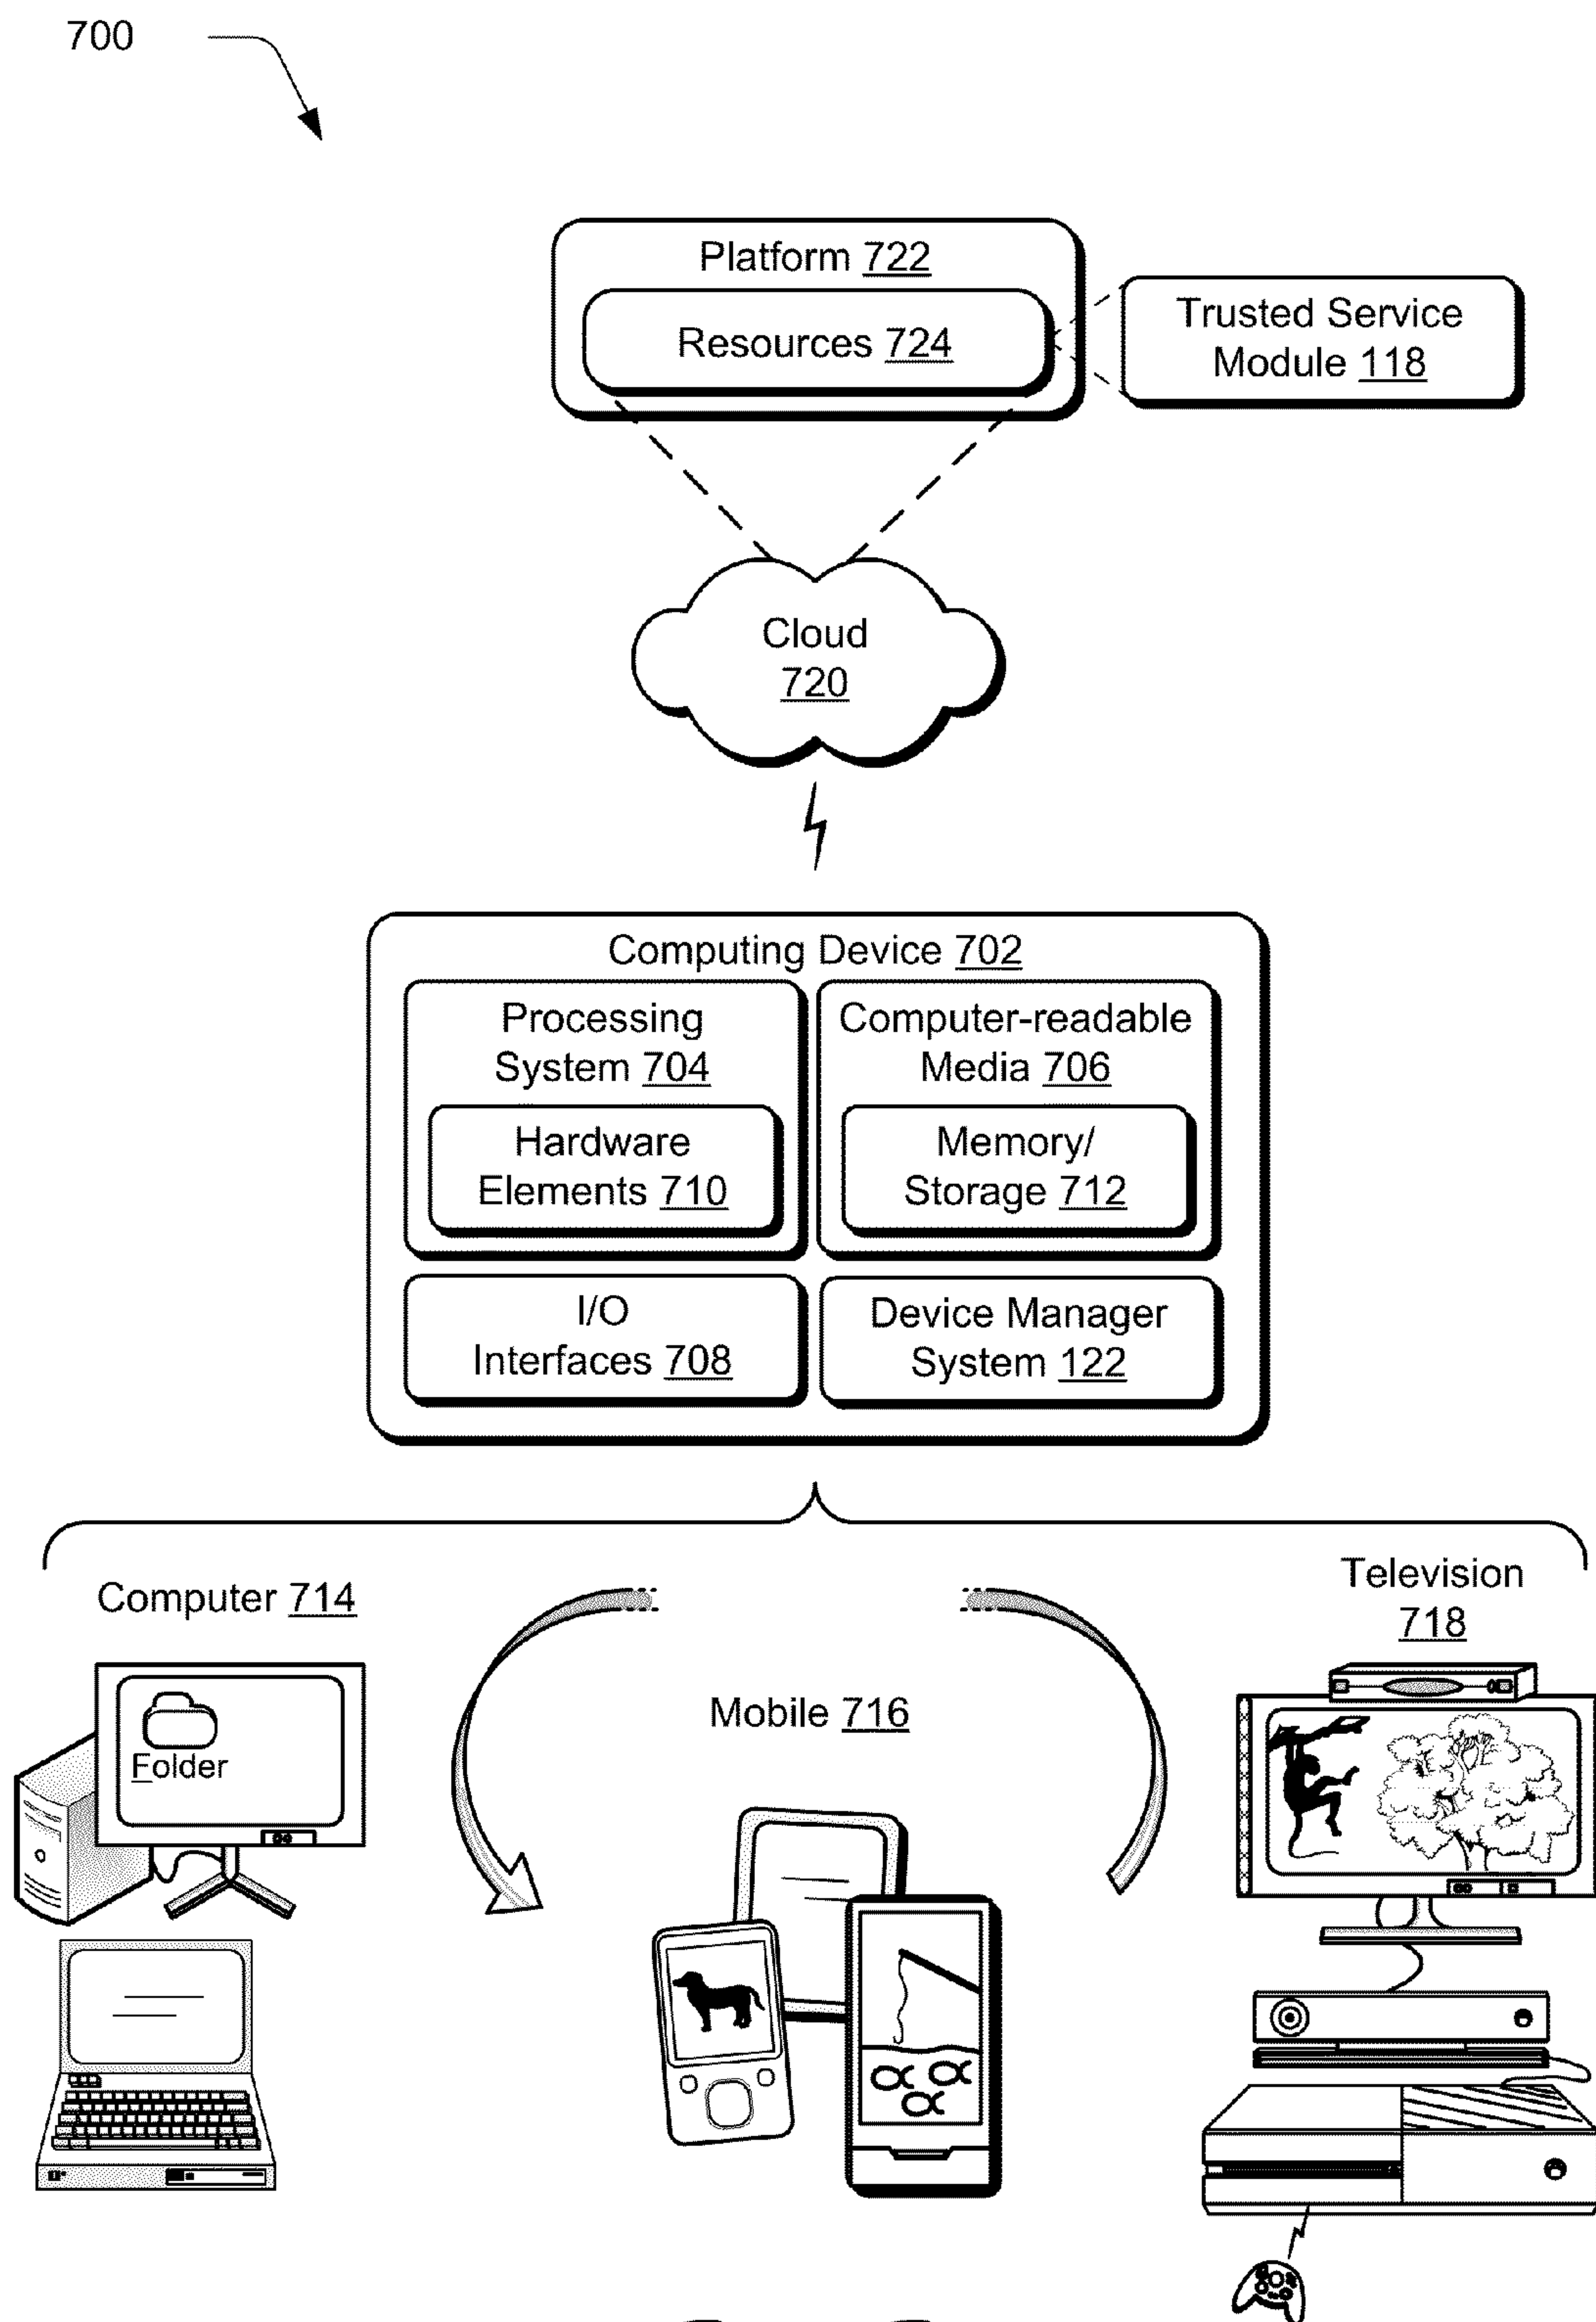 700
Platform 722
Resources 724
Trusted Service
Module 118
Cloud
720
Computing Device 702
Processing
System 704
Hardware
Elements 710
Computer-readable
Media 706
Memory/
Storage 712
I/O
Interfaces 708
Device Manager
System 122
Computer 714
Folder
Mobile 716
Television
718